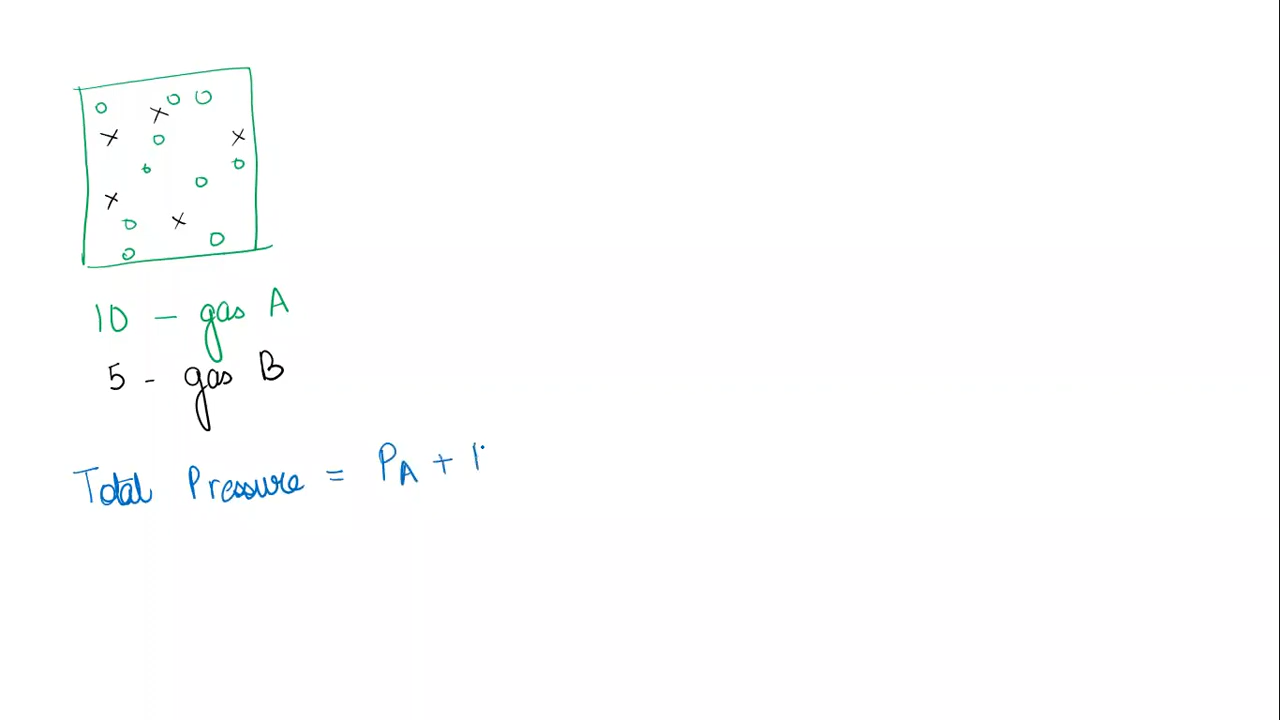 10 - gas A
5 - gas B
Total Pressure = PA +